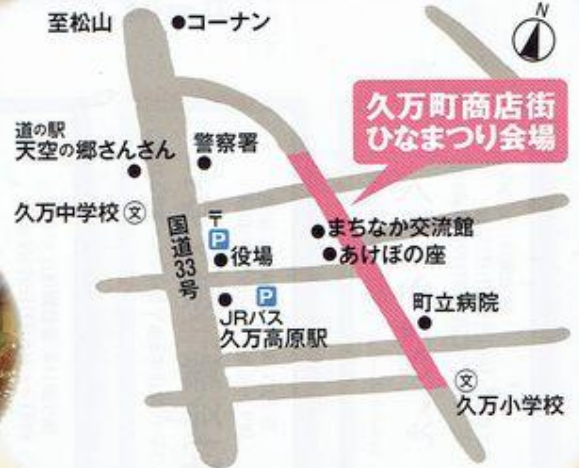 至松山
●コーナン
N
久万町商店街
ひなまつり会場
道の駅
天空の郷さんさん
警察署
久万中学校 文
国道33号
〒
P
役場
まちなか交流館
あけぼの座
P
JRバス
久万高原駅
町立病院
文
久万小学校